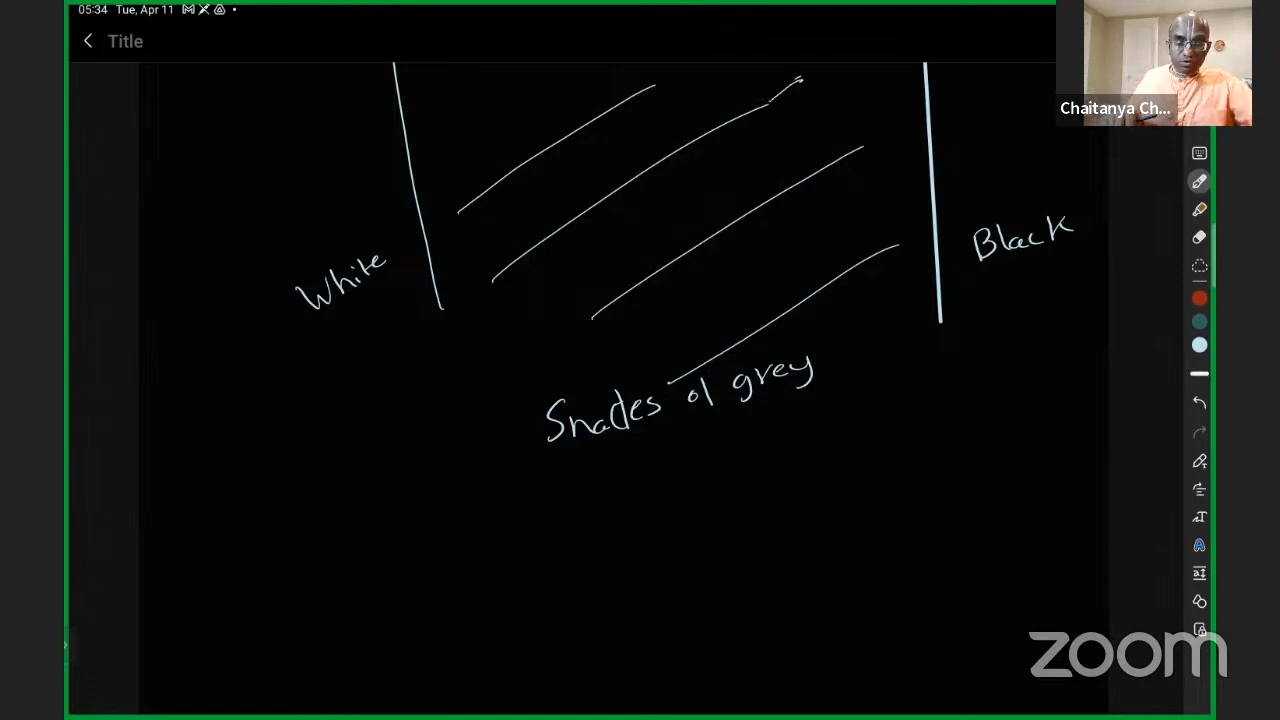 05:34 Tue, Apr 11
Title
Chaitanya Ch...
White
Black
Shades of grey
zoom